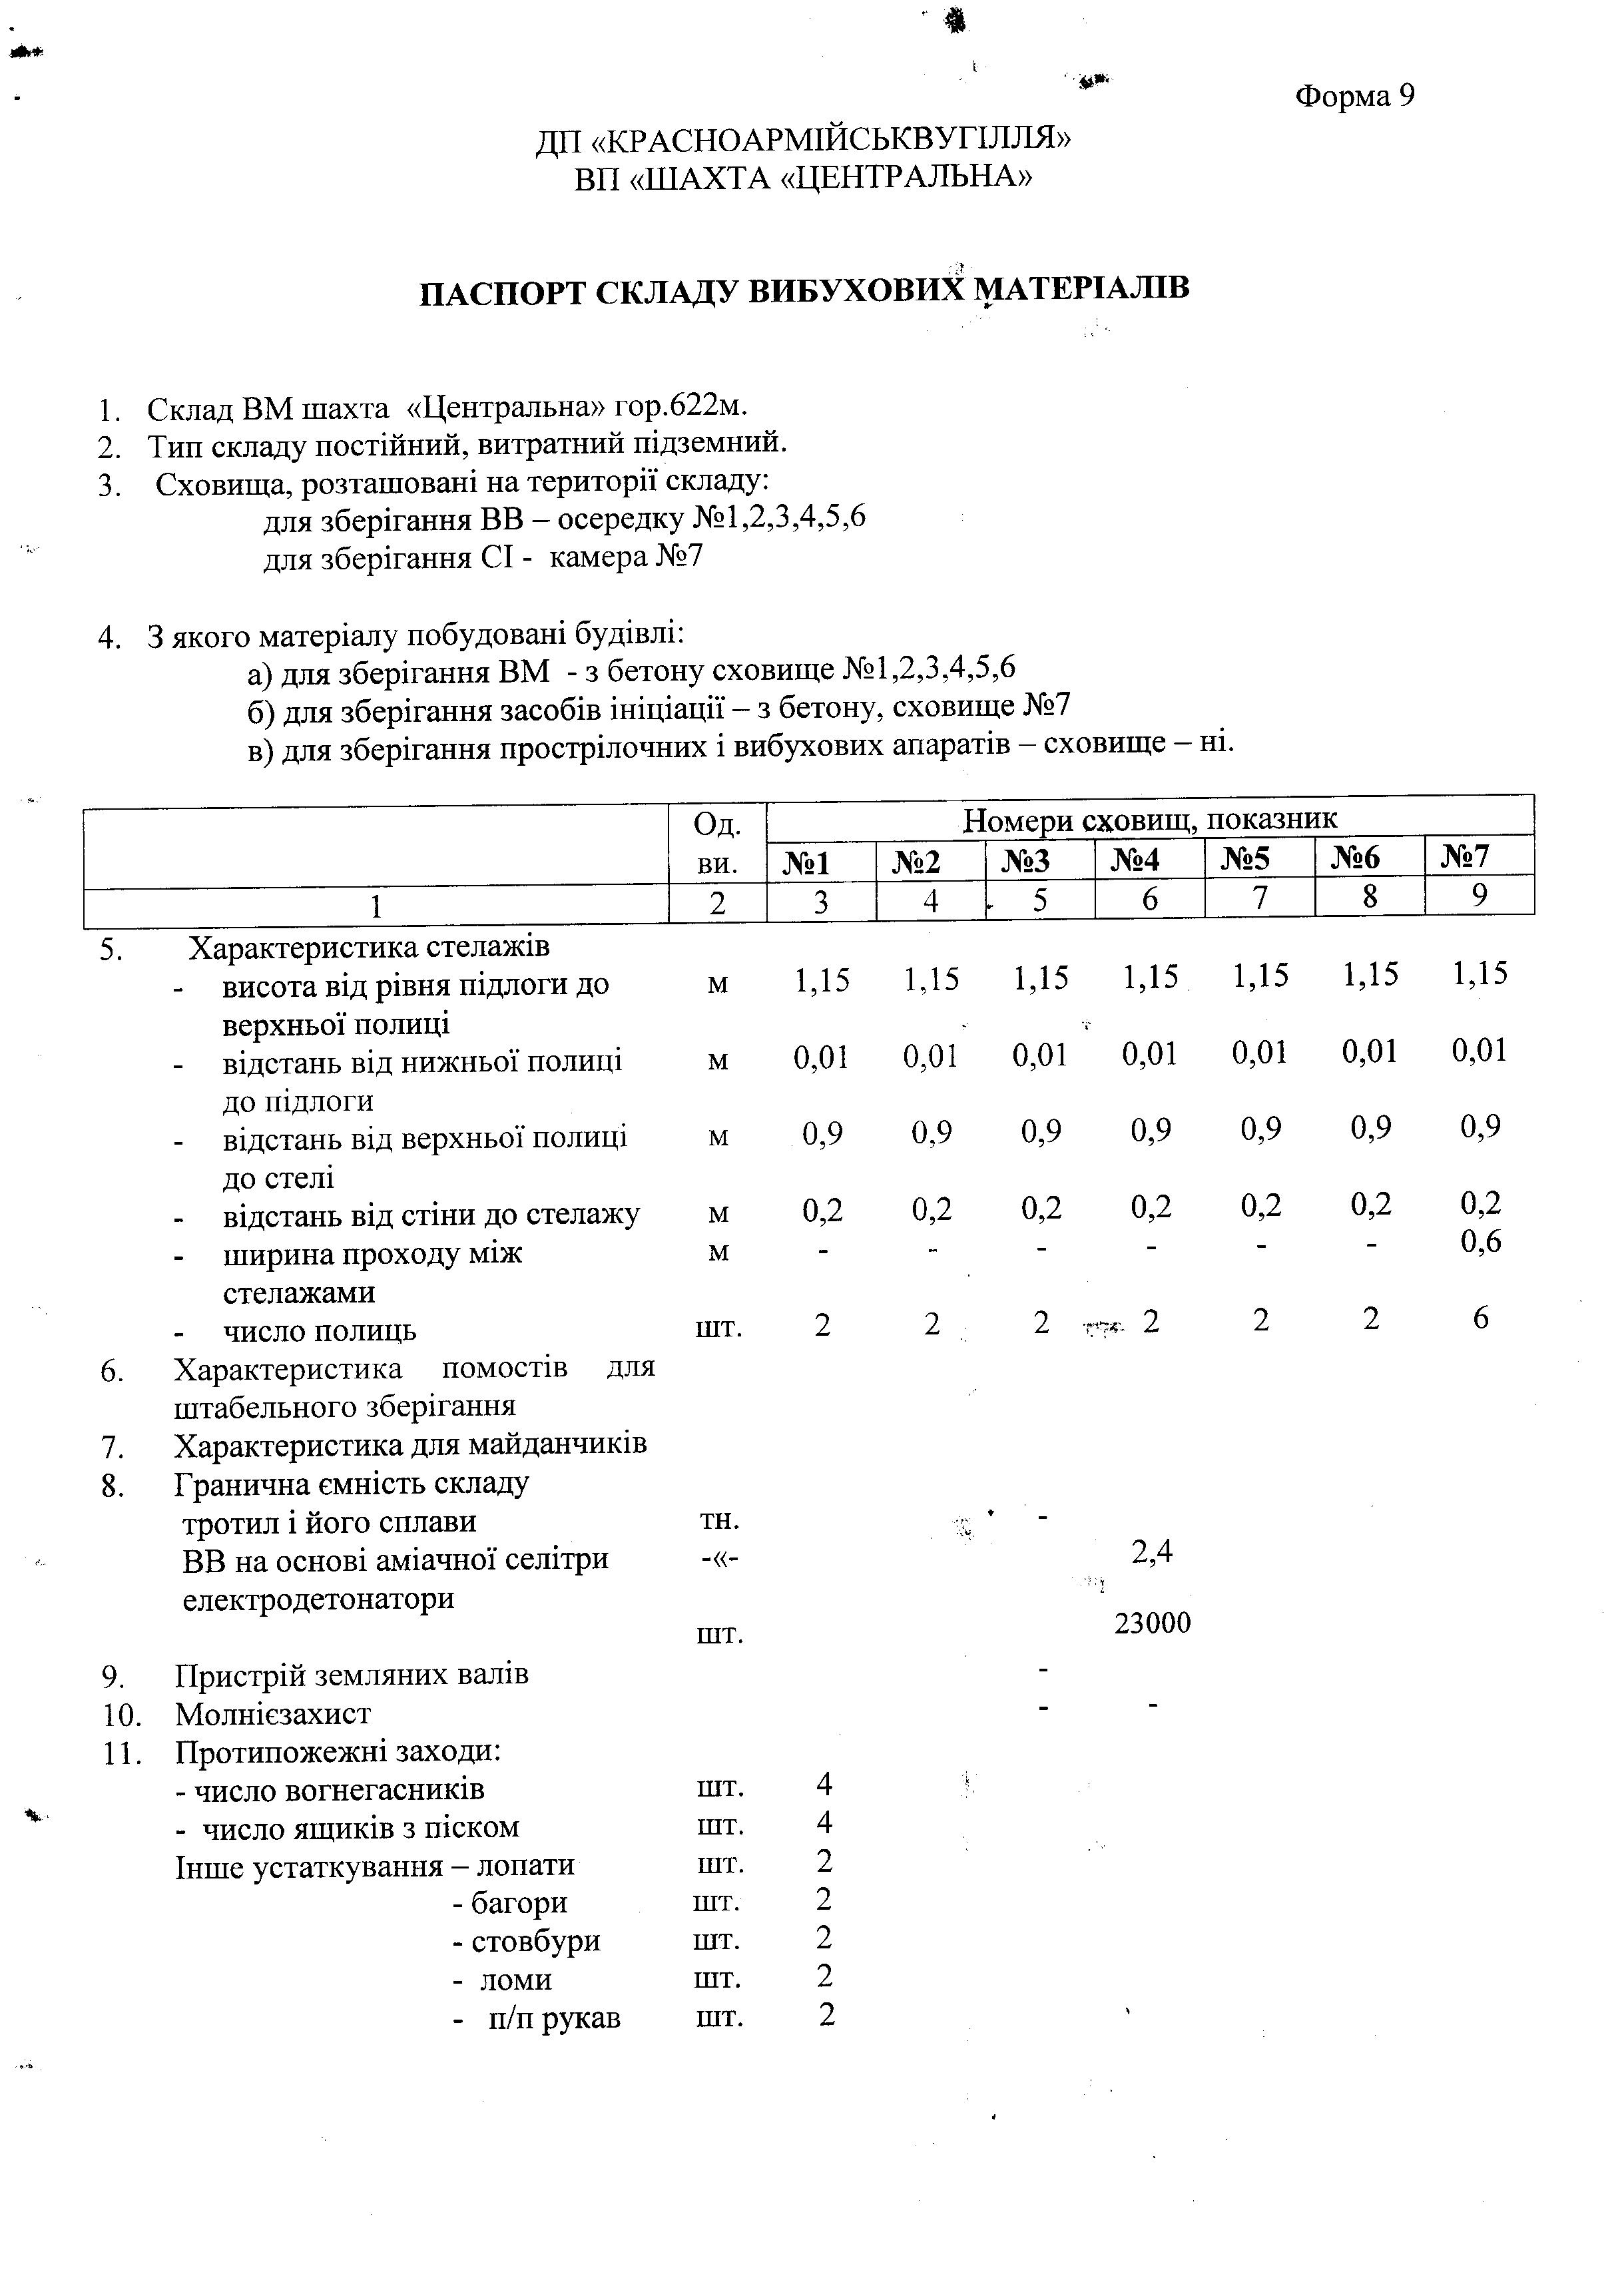 Форма 9
ДП «КРАСНОАРМІЙСЬКВУГІЛЛЯ»
ВП «ШАХТА «ЦЕНТРАЛЬНА»
ПАСПОРТ СКЛАДУ ВИБУХОВИХ МАТЕРІАЛІВ
1. Склад ВМ шахта «Центральна» гор.622м.
2. Тип складу постійний, витратний підземний.
3. Сховища, розташовані на території складу:
для зберігання ВВ – осередку №1,2,3,4,5,6
для зберігання СІ - камера №7
4. З якого матеріалу побудовані будівлі:
а) для зберігання ВМ - з бетону сховище №1,2,3,4,5,6
б) для зберігання засобів ініціації – з бетону, сховище №7
в) для зберігання прострілочних і вибухових апаратів – сховище – ні.
Од. Номери сховищ, показник
ви. №1 №2 №3 №4 №5 №6 №7
1 2 3 4 5 6 7 8 9
5. Характеристика стелажів
- висота від рівня підлоги до м 1,15 1,15 1,15 1,15 1,15 1,15 1,15
верхньої полиці
- відстань від нижньої полиці м 0,01 0,01 0,01 0,01 0,01 0,01 0,01
до підлоги
- відстань від верхньої полиці м 0,9 0,9 0,9 0,9 0,9 0,9 0,9
до стелі
- відстань від стіни до стелажу м 0,2 0,2 0,2 0,2 0,2 0,2 0,2
- ширина проходу між м - - - - - - 0,6
стелажами
- число полиць шт. 2 2 2 2 2 2 6
6. Характеристика помостів для
штабельного зберігання
7. Характеристика для майданчиків
8. Гранична ємність складу
тротил і його сплави тн. -
ВВ на основі аміачної селітри -«- 2,4
електродетонатори
шт. 23000
9. Пристрій земляних валів -
10. Молнієзахист - -
11. Протипожежні заходи:
- число вогнегасників шт. 4
- число ящиків з піском шт. 4
Інше устаткування – лопати шт. 2
- багори шт. 2
- стовбури шт. 2
- ломи шт. 2
- п/п рукав шт. 2